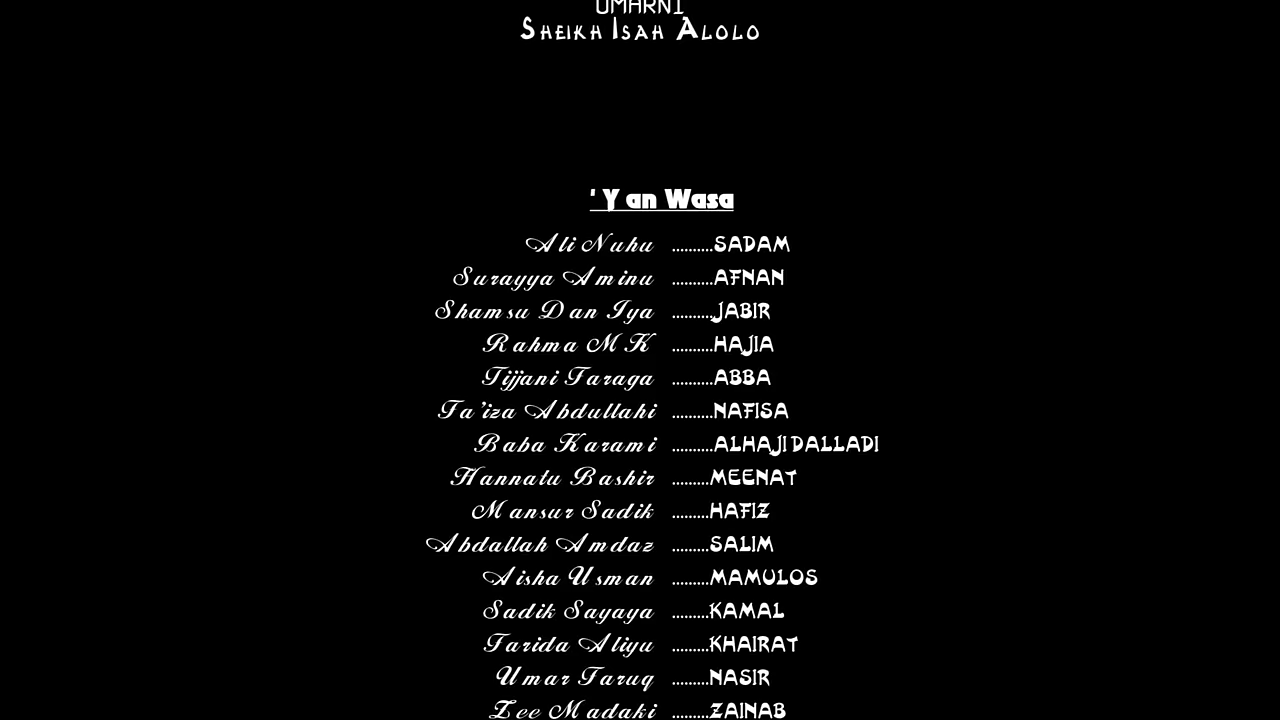 UMARNI
Sheikh Isah Alolo
'Yan Wasa
Ali Nuhu ..........SADAM
Surayya Aminu ..........AFNAN
Shamsu Dan Iya ..........JABIR
Rahma M K ..........HAJIA
Tijjani Faraga ..........ABBA
Fa'iza Abdullahi ..........NAFISA
Baba Karami ..........ALHAJI DALLADI
Hannatu Bashir .........MEENAT
Mansur Sadik .........HAFIZ
Abdallah Amdaz .........SALIM
Aisha Usman .........MAMULOS
Sadik Sayaya .........KAMAL
Farida Aliyu .........KHAIRAT
Umar Faruq .........NASIR
Zee Madaki .........ZAINAB